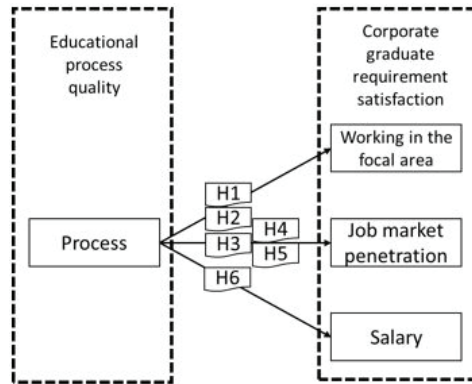 Educational
process
quality
Corporate
graduate
requirement
satisfaction
Working in the
focal area
H1
H2
H3
H4
H5
H6
Process
Job market
penetration
Salary